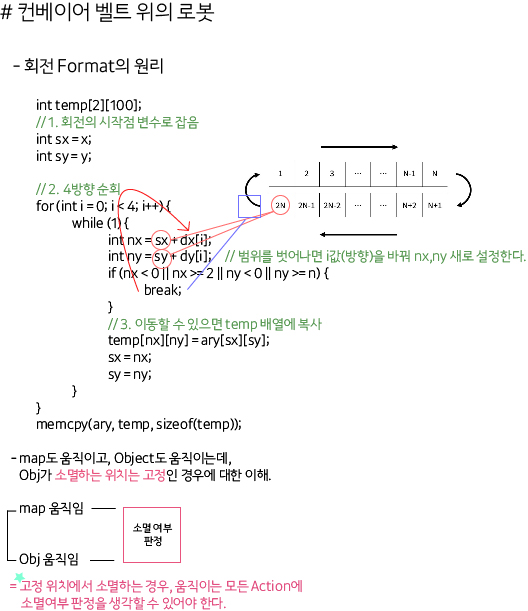 # 컨베이어 벨트 위의 로봇
- 회전 Format의 원리
int temp[2][100];
// 1. 회전의 시작점 변수로 잡음
int sx = x;
int sy = y;
// 2. 4방향 순회
for (int i = 0; i < 4; i++) {
while (1) {
int nx = sx + dx[i];
int ny = sy + dy[i]; // 범위를 벗어나면 i값(방향)을 바꿔 nx,ny 새로 설정한다.
if (nx < 0 || nx >= 2 || ny < 0 || ny >= n) {
break;
}
// 3. 이동할 수 있으면 temp 배열에 복사
temp[nx][ny] = ary[sx][sy];
sx = nx;
sy = ny;
}
}
memcpy(ary, temp, sizeof(temp));
1 2 3 ... ... N-1 N
2N 2N-1 2N-2 ... ... N+2 N+1
- map도 움직이고, Object도 움직이는데,
Obj가 소멸하는 위치는 고정인 경우에 대한 이해.
map 움직임
소멸 여부
판정
Obj 움직임
= 고정 위치에서 소멸하는 경우, 움직이는 모든 Action에
소멸여부 판정을 생각할 수 있어야 한다.